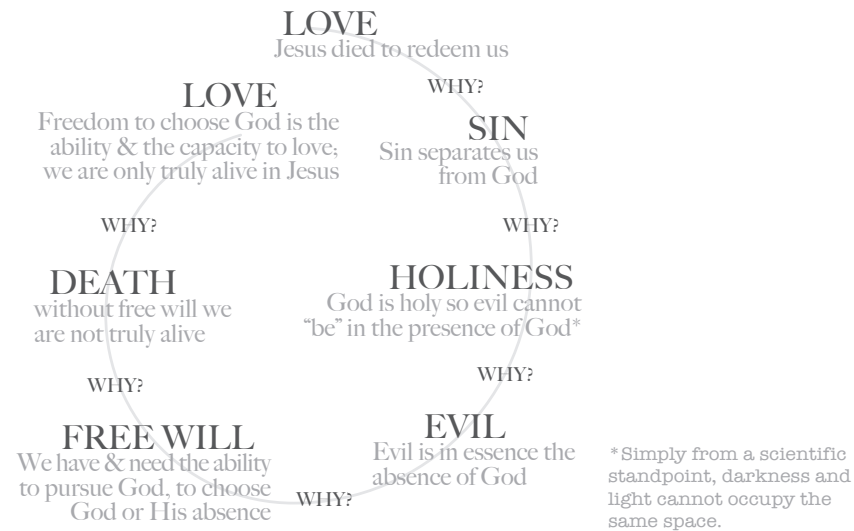 LOVE
Jesus died to redeem us
WHY?
SIN
Sin separates us
from God
WHY?
HOLINESS
God is holy so evil cannot
“be” in the presence of God*
WHY?
EVIL
Evil is in essence the
absence of God
WHY?
FREE WILL
We have & need the ability
to pursue God, to choose
God or His absence
WHY?
DEATH
without free will we
are not truly alive
WHY?
LOVE
Freedom to choose God is the
ability & the capacity to love;
we are only truly alive in Jesus
*Simply from a scientific
standpoint, darkness and
light cannot occupy the
same space.